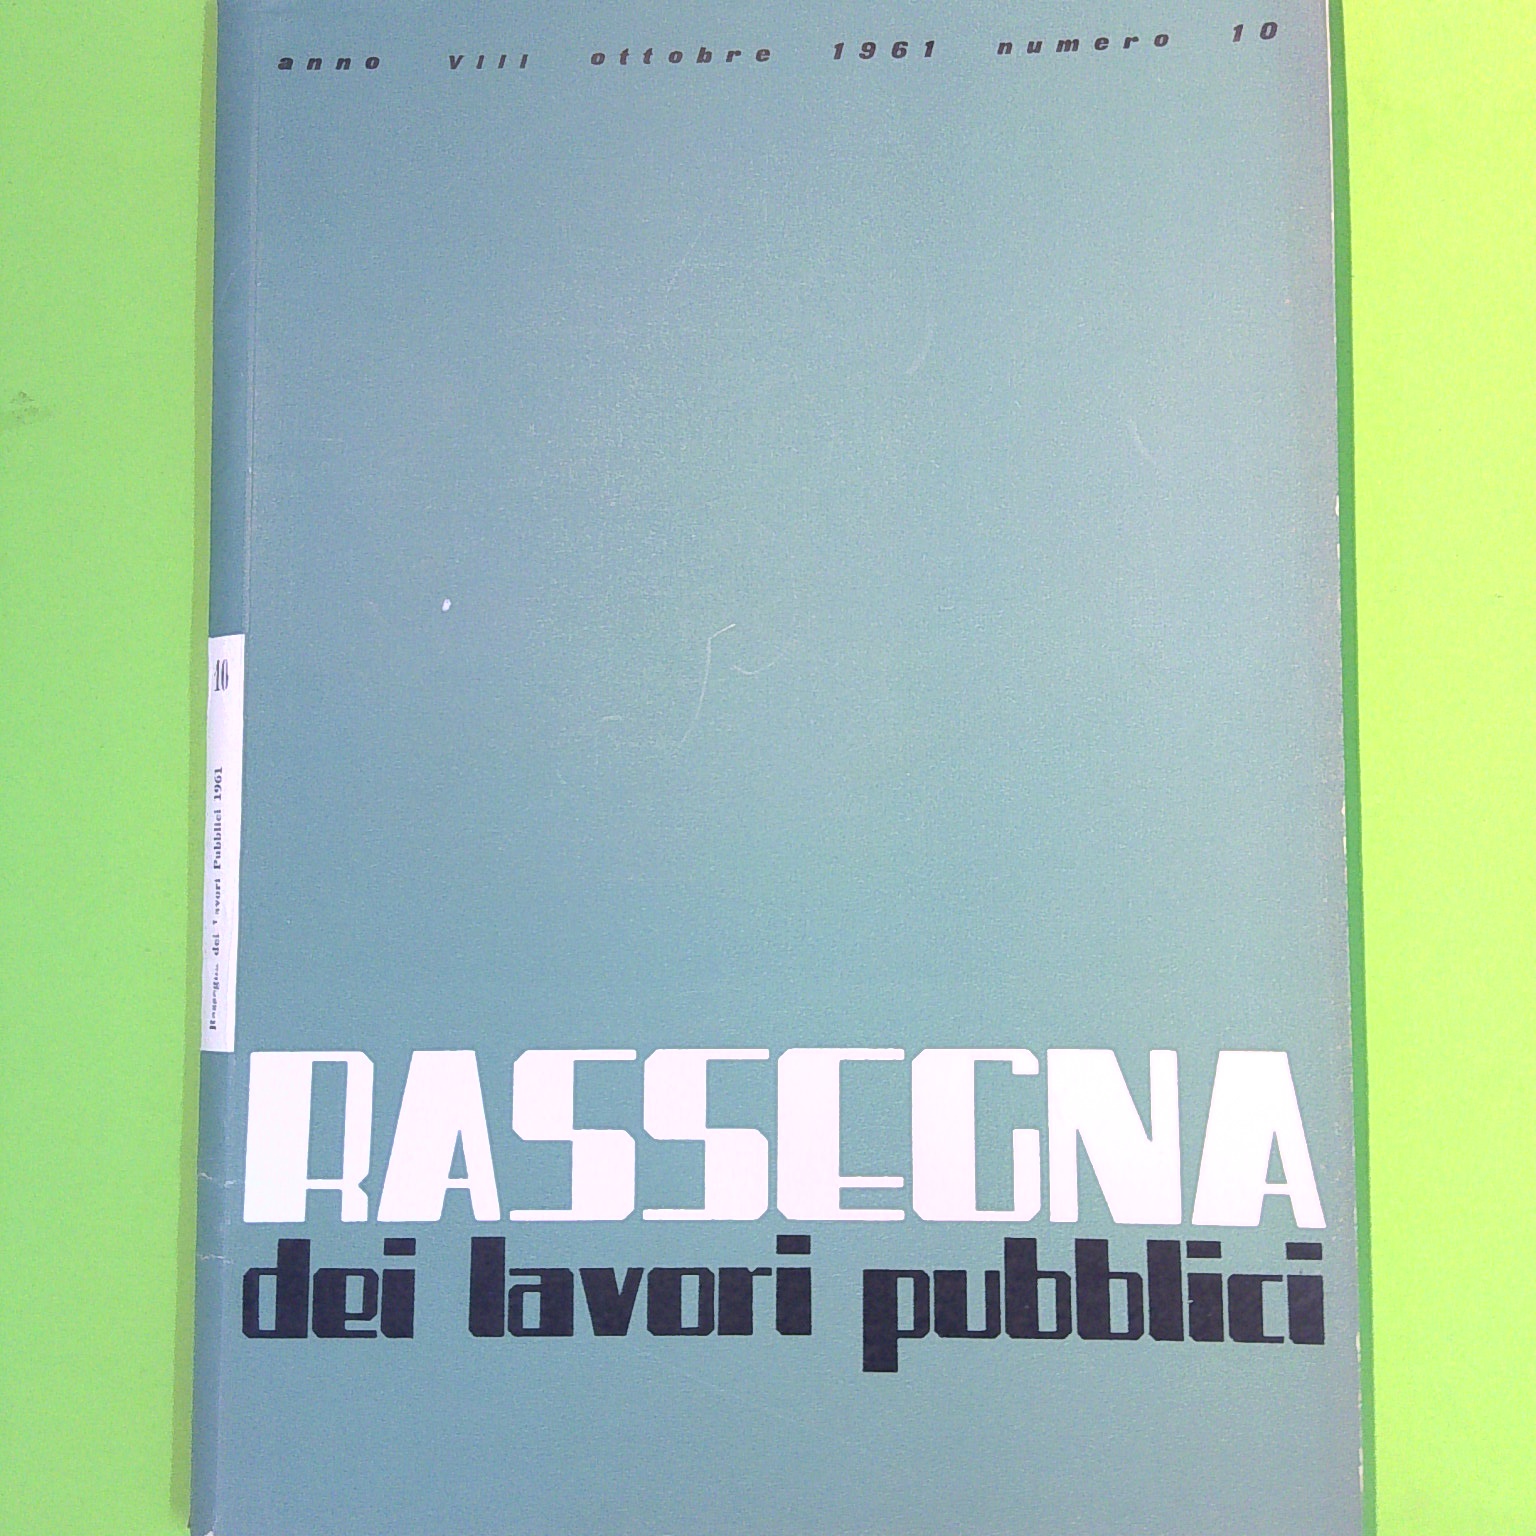 anno VIII ottobre 1961 numero 10
10
Rassegna dei Lavori Pubblici 1961
RASSEGNA
dei lavori pubblici